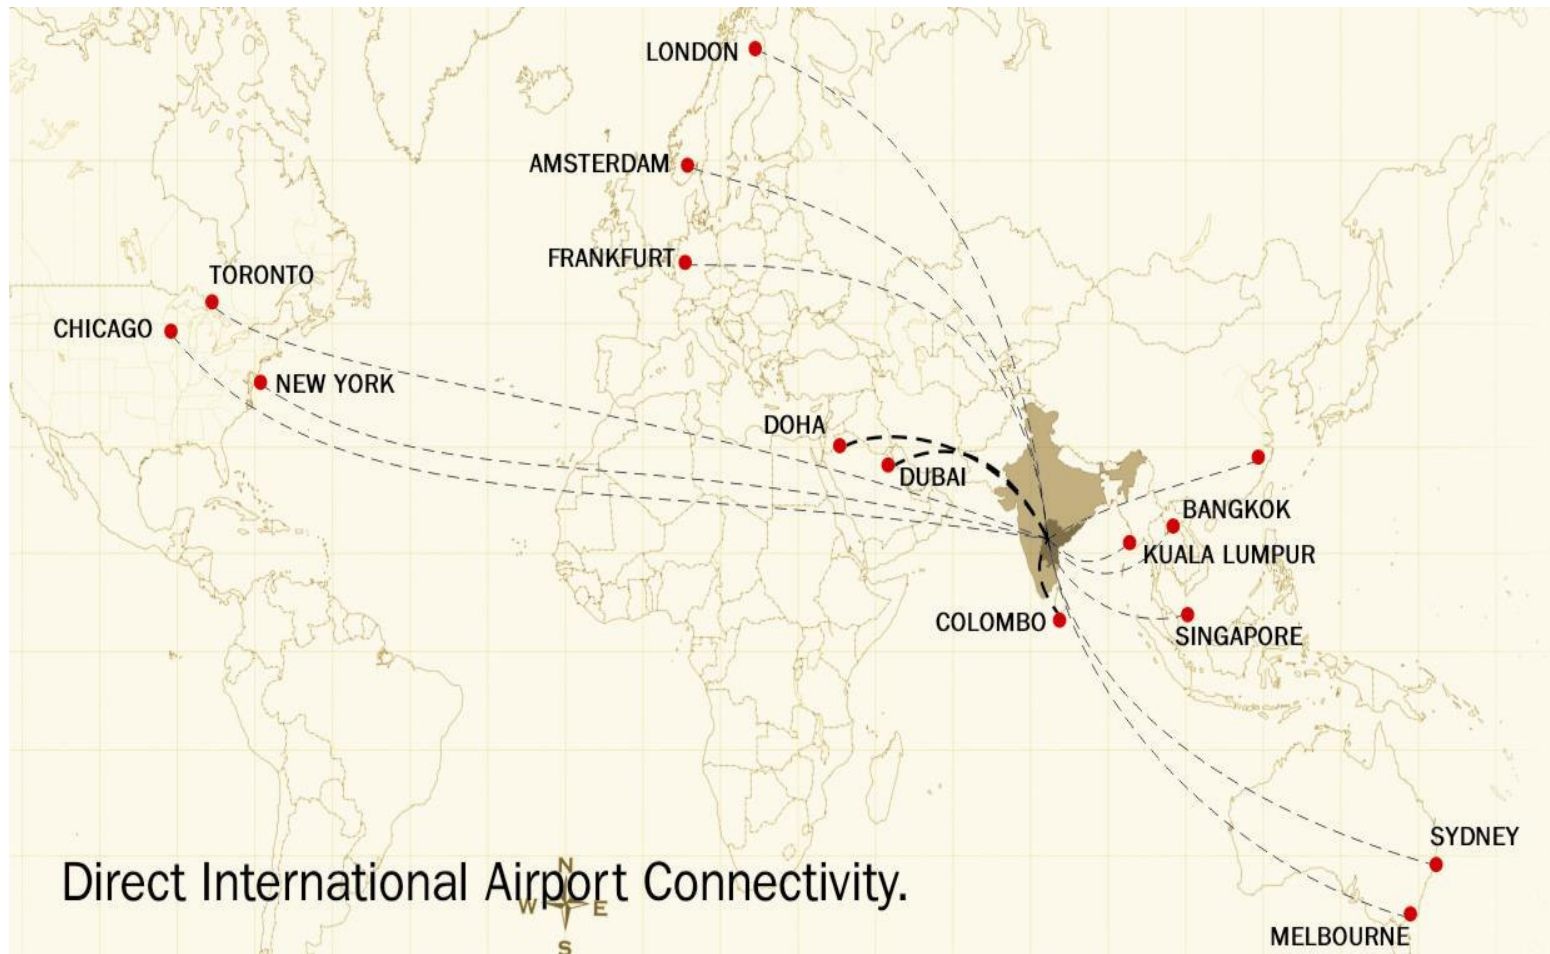 LONDON
AMSTERDAM
FRANKFURT
TORONTO
CHICAGO
NEW YORK
DOHA
DUBAI
BANGKOK
KUALA LUMPUR
COLOMBO
SINGAPORE
SYDNEY
MELBOURNE
Direct International Airport Connectivity.
N
W E
S